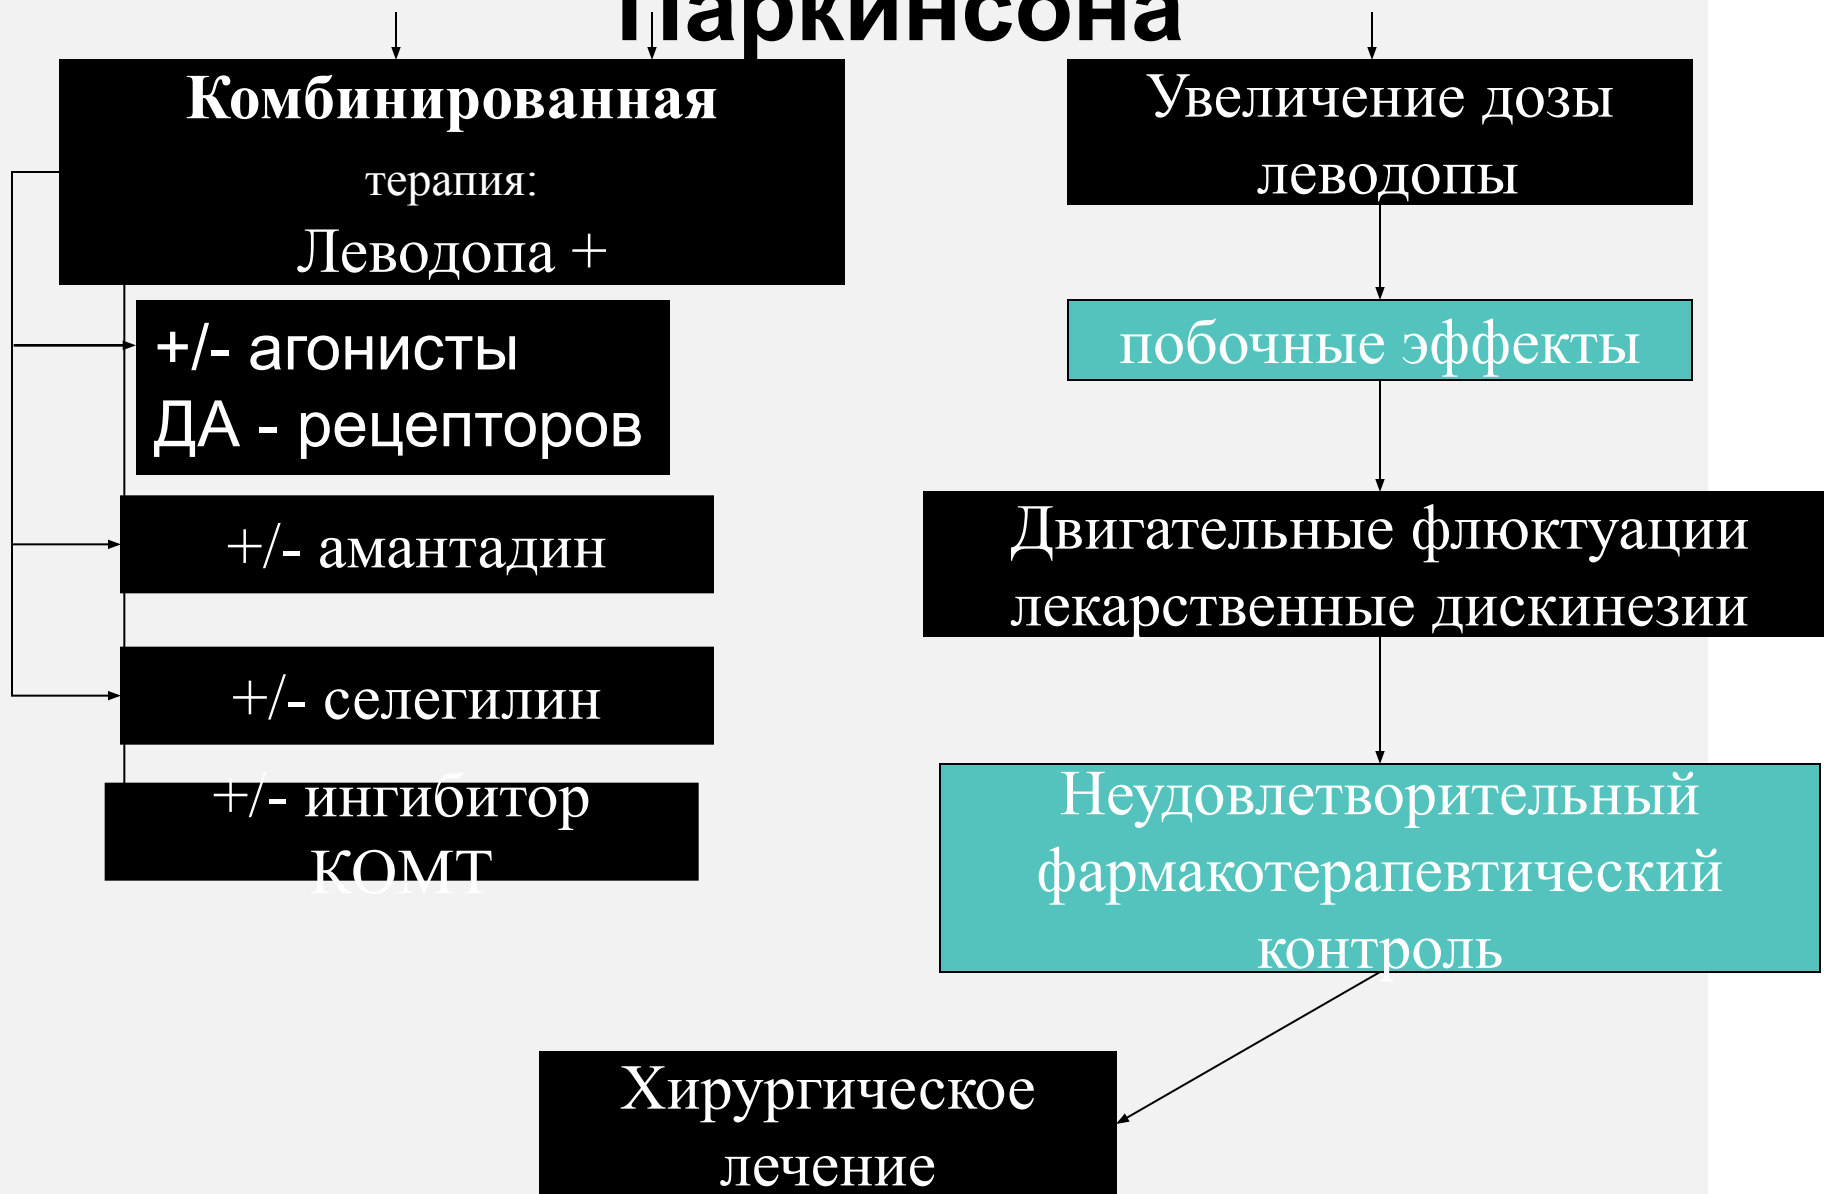 Паркинсона
Комбинированная
терапия:
Леводопа +
+/- агонисты
ДА - рецепторов
+/- амантадин
+/- селегилин
+/- ингибитор
КОМТ
Увеличение дозы
леводопы
побочные эффекты
Двигательные флюктуации
лекарственные дискинезии
Неудовлетворительный
фармакотерапевтический
контроль
Хирургическое
лечение